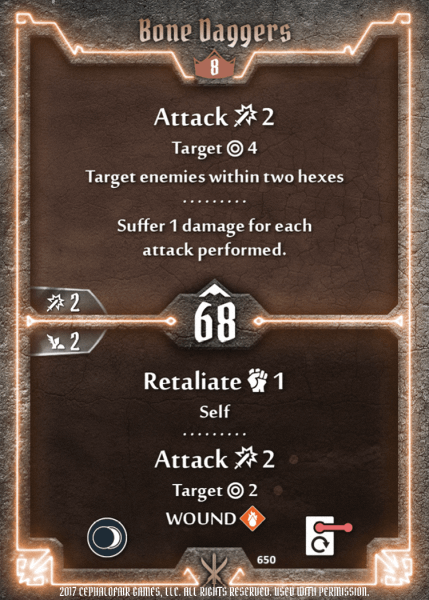 Bone Daggers
8
Attack 2
Target 4
Target enemies within two hexes
Suffer 1 damage for each
attack performed.
2
68
2
Retaliate 1
Self
Attack 2
Target 2
WOUND
650
2017 CEPHALOFAIR GAMES, LLC. ALL RIGHTS RESERVED. USED WITH PERMISSION.